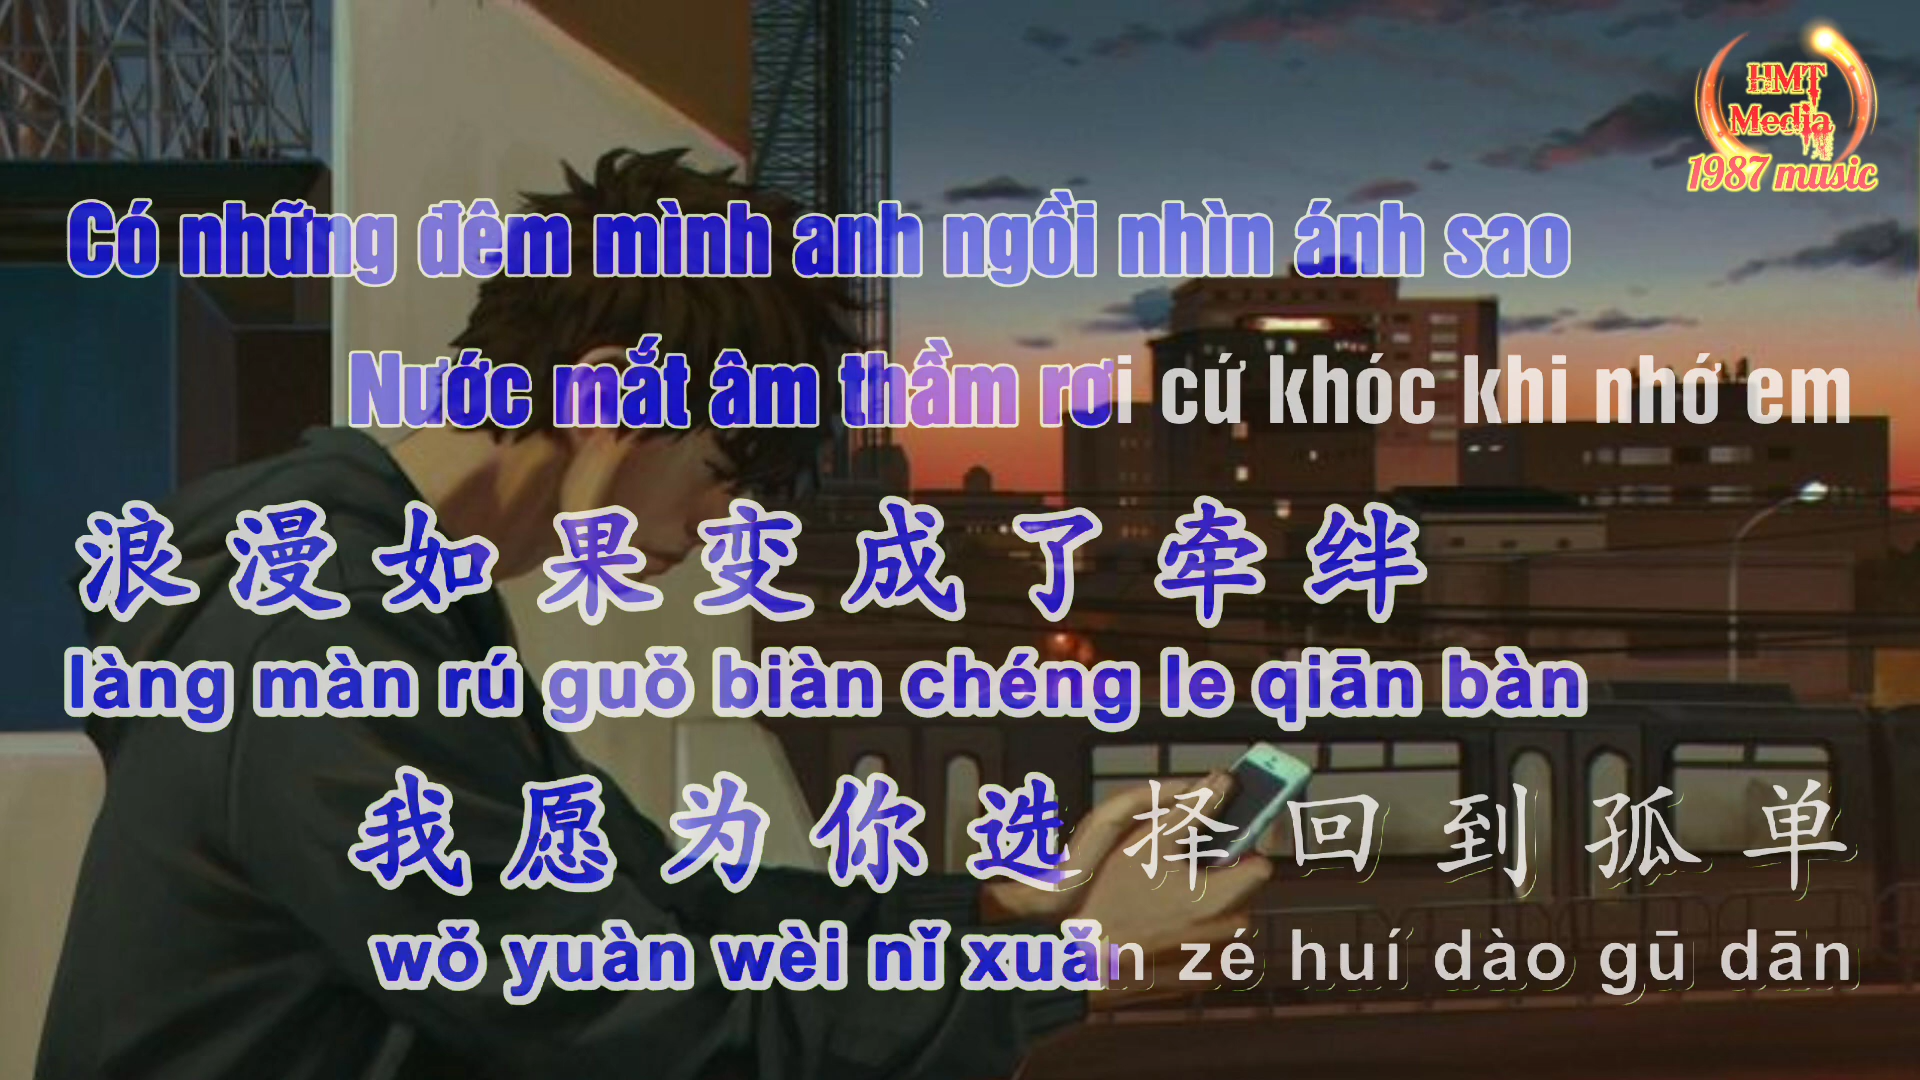 HMT
Media
1987 music
Có những đêm mình anh ngồi nhìn ánh sao
Nước mắt âm thầm rơi cứ khóc khi nhớ em
浪漫如果变成了牵绊
làng màn rú guǒ biàn chéng le qiān bàn
我愿为你选择回到孤单
wǒ yuàn wèi nǐ xuǎn zé huí dào gū dān